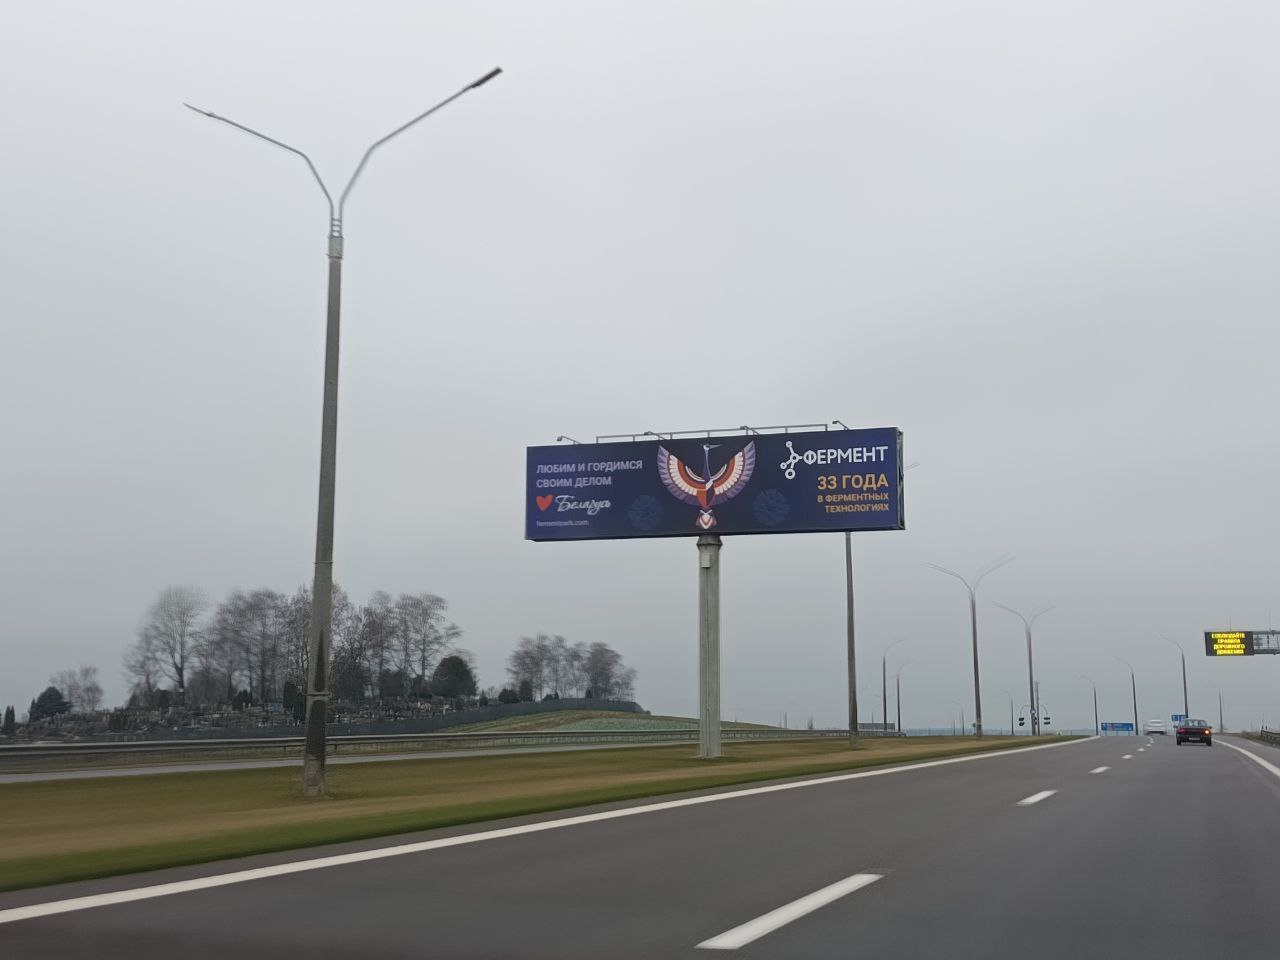 ЛЮБИМ И ГОРДИМСЯ
СВОИМ ДЕЛОМ
Беларусь
fermentpark.com
ФЕРМЕНТ
33 ГОДА
В ФЕРМЕНТНЫХ
ТЕХНОЛОГИЯХ
СОБЛЮДАЙТЕ
ПРАВИЛА
ДОРОЖНОГО
ДВИЖЕНИЯ